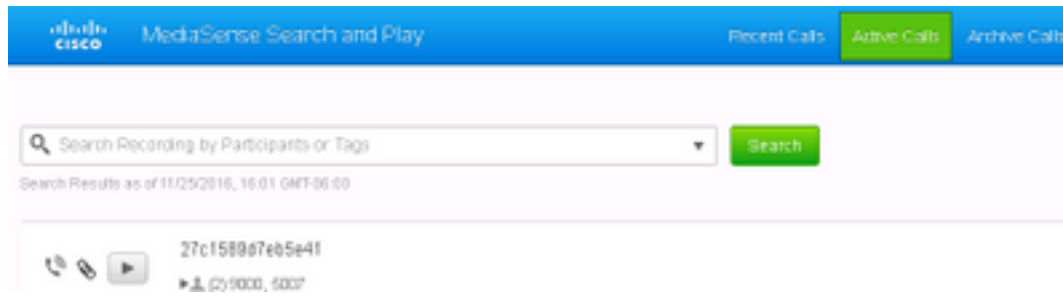 CISCO MediaSense Search and Play Recent Calls Active Calls Archive Calls
Search Recording by Participants or Tags Search
Search Results as of 11/25/2016, 16:01 GMT-06:00
27c1589d7eb5e41
(2) 9000, 6007